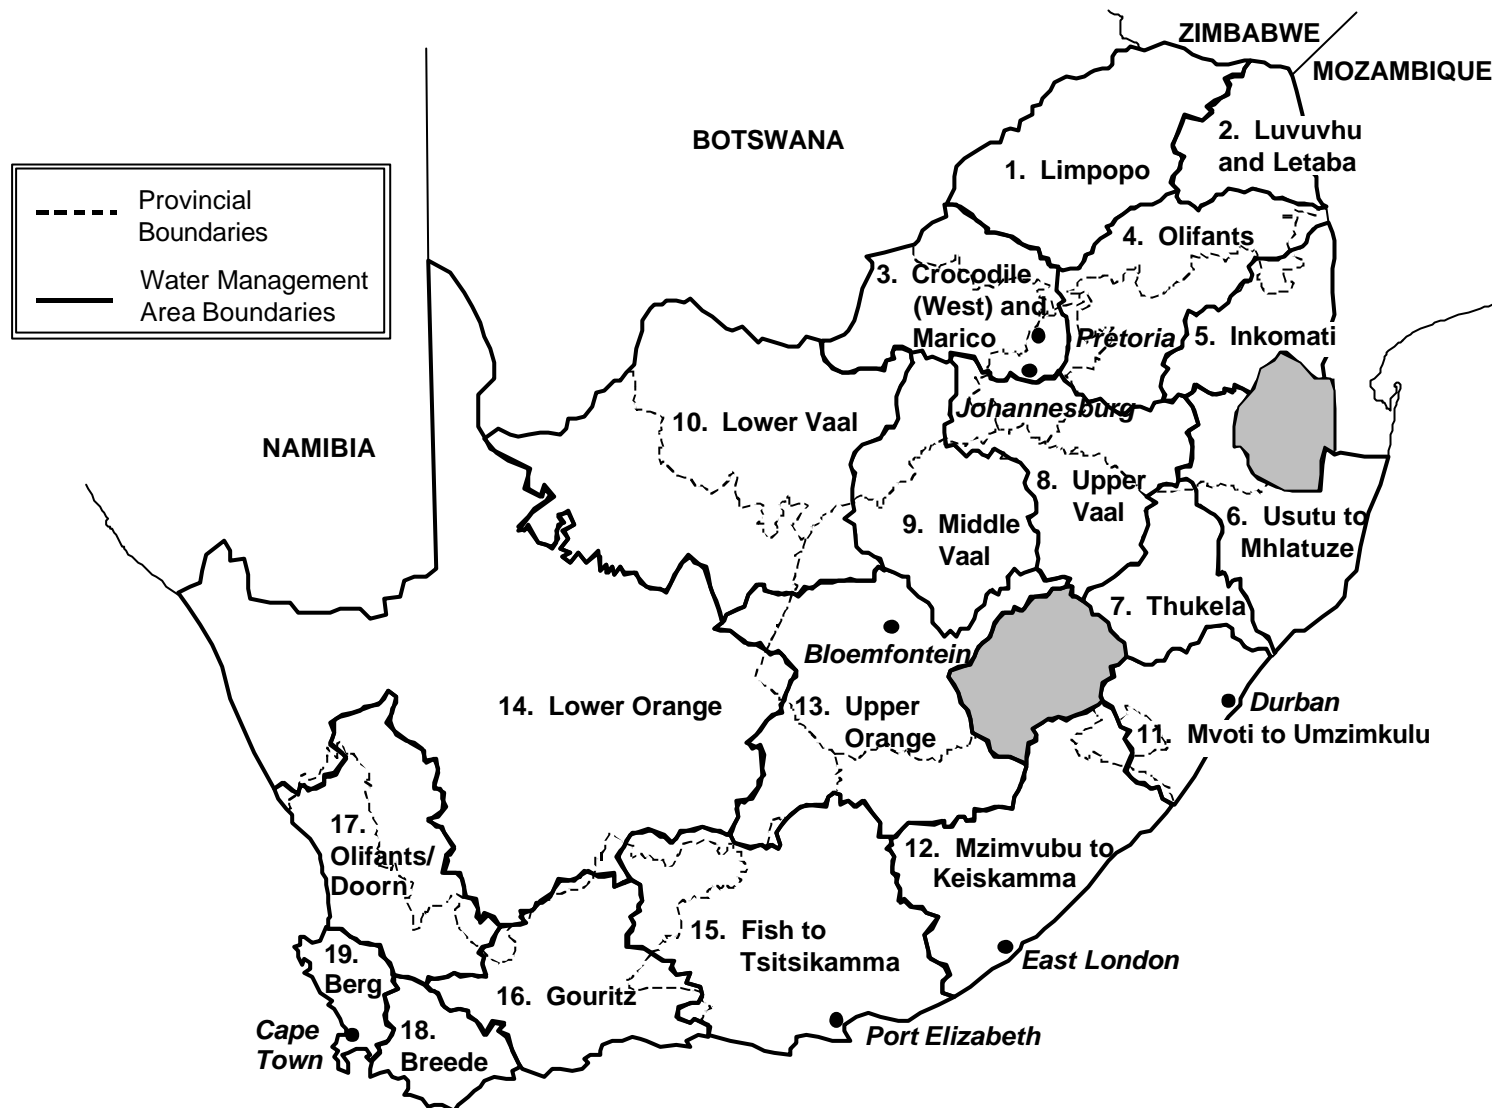 ZIMBABWE
MOZAMBIQUE
BOTSWANA
2. Luvuvhu
and Letaba
1. Limpopo
Provincial
Boundaries
Water Management
Area Boundaries
4. Olifants
3. Crocodile
(West) and
Marico
Pretoria
5. Inkomati
Johannesburg
10. Lower Vaal
NAMIBIA
8. Upper
Vaal
9. Middle
Vaal
6. Usutu to
Mhlatuze
7. Thukela
Bloemfontein
14. Lower Orange
13. Upper
Orange
Durban
11. Mvoti to Umzimkulu
17.
Olifants/
Doorn
12. Mzimvubu to
Keiskamma
15. Fish to
Tsitsikamma
East London
19.
Berg
16. Gouritz
Cape
Town
18.
Breede
Port Elizabeth